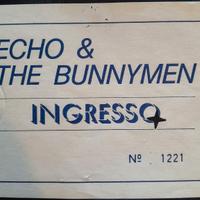 ECHO &
THE BUNNYMEN
INGRESSO
Nº 1221